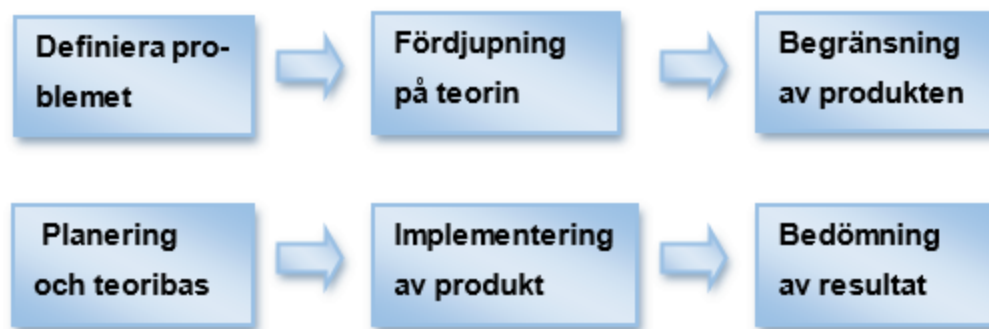 Definiera pro-
blemet
Fördjupning
på teorin
Begränsning
av produkten
Planering
och teoribas
Implementering
av produkt
Bedömning
av resultat